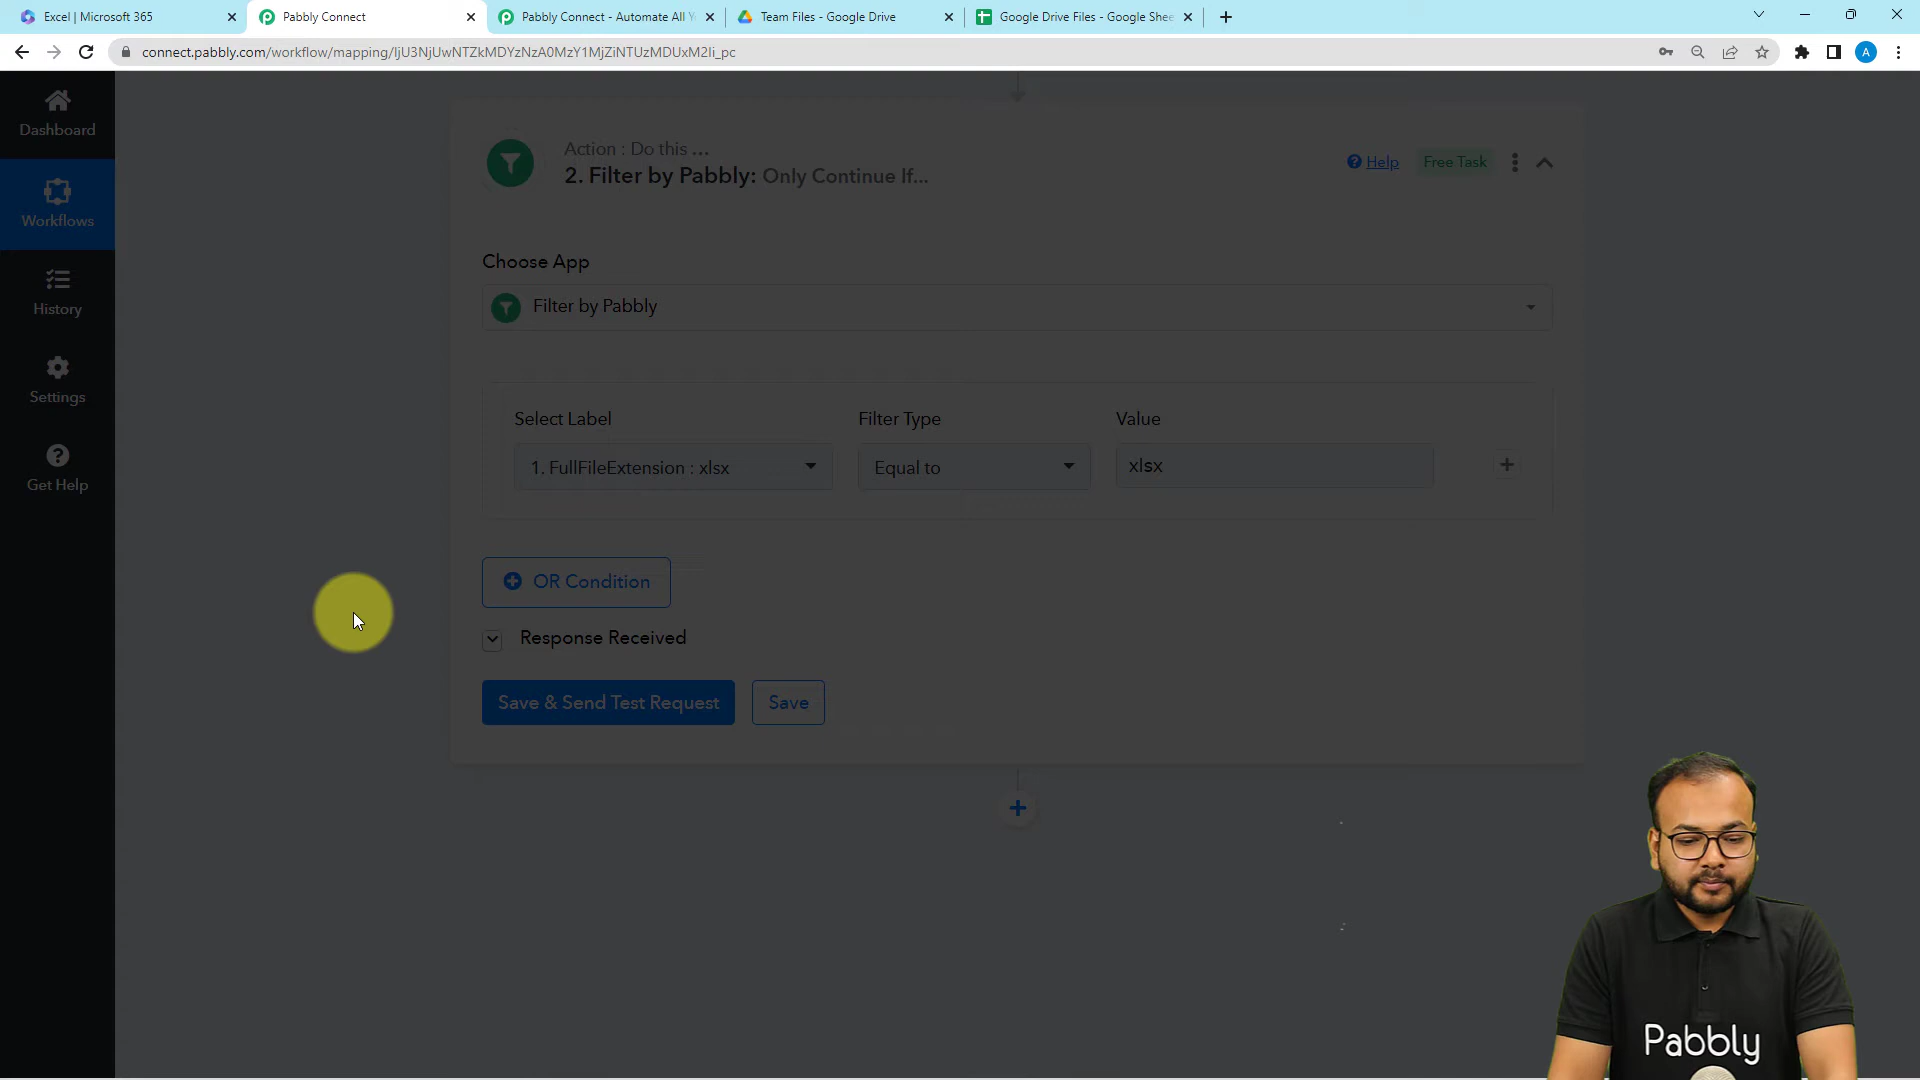 Excel | Microsoft 365
Pabbly Connect
Pabbly Connect - Automate All Y
Team Files - Google Drive
Google Drive Files - Google Shee
connect.pabbly.com/workflow/mapping/IjU3NjUwNTZkMDYzNzA0MzY1MjZiNTUzMDUxM2Ii_pc
A
Dashboard
Workflows
History
Settings
Get Help
Action : Do this ...
2. Filter by Pabbly: Only Continue If...
Help
Free Task
Choose App
Filter by Pabbly
Select Label
Filter Type
Value
1. FullFileExtension : xlsx
Equal to
xlsx
OR Condition
Response Received
Save & Send Test Request
Save
Pabbly